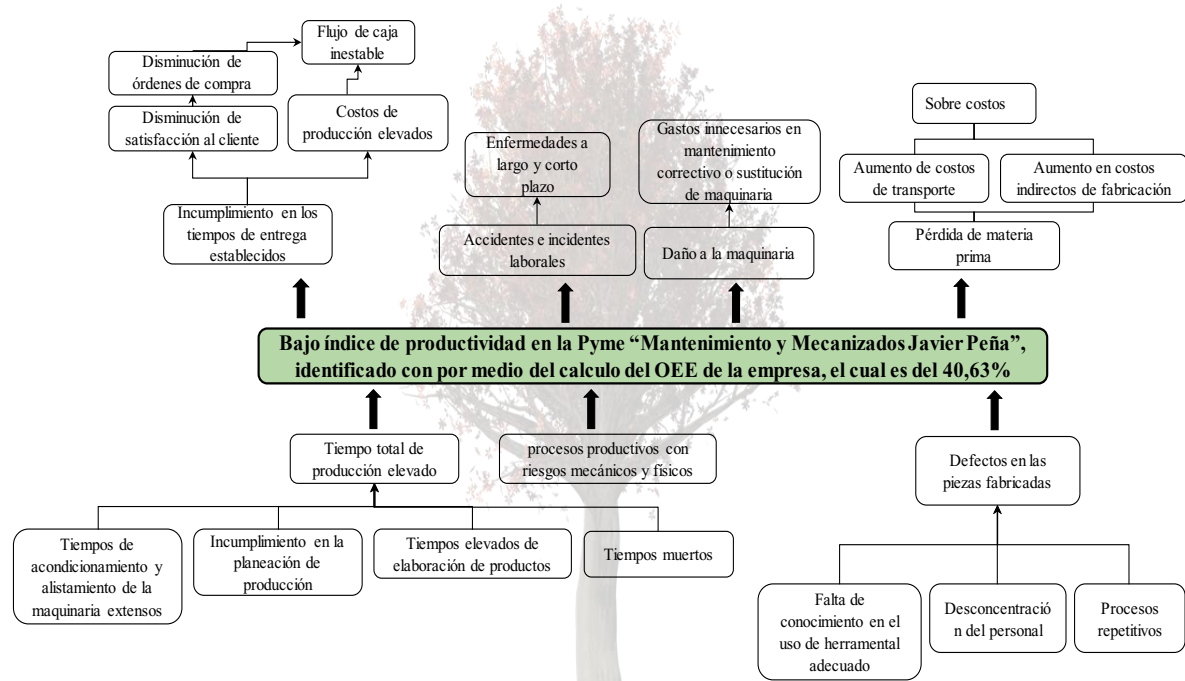 Flujo de caja
inestable
Disminución de
órdenes de compra
Disminución de
satisfacción al cliente
Costos de
producción elevados
Incumplimiento en los
tiempos de entrega
establecidos
Enfermedades a
largo y corto
plazo
Accidentes e incidentes
laborales
Gastos innecesarios en
mantenimiento
correctivo o sustitución
de maquinaria
Daño a la maquinaria
Sobre costos
Aumento de costos
de transporte
Aumento en costos
indirectos de fabricación
Pérdida de materia
prima
Bajo índice de productividad en la Pyme “Mantenimiento y Mecanizados Javier Peña”,
identificado con por medio del calculo del OEE de la empresa, el cual es del 40,63%
Tiempo total de
producción elevado
procesos productivos con
riesgos mecánicos y físicos
Defectos en las
piezas fabricadas
Tiempos de
acondicionamiento y
alistamiento de la
maquinaria extensos
Incumplimiento en la
planeación de
producción
Tiempos elevados de
elaboración de productos
Tiempos muertos
Falta de
conocimiento en el
uso de herramental
adecuado
Desconcentració
n del personal
Procesos
repetitivos